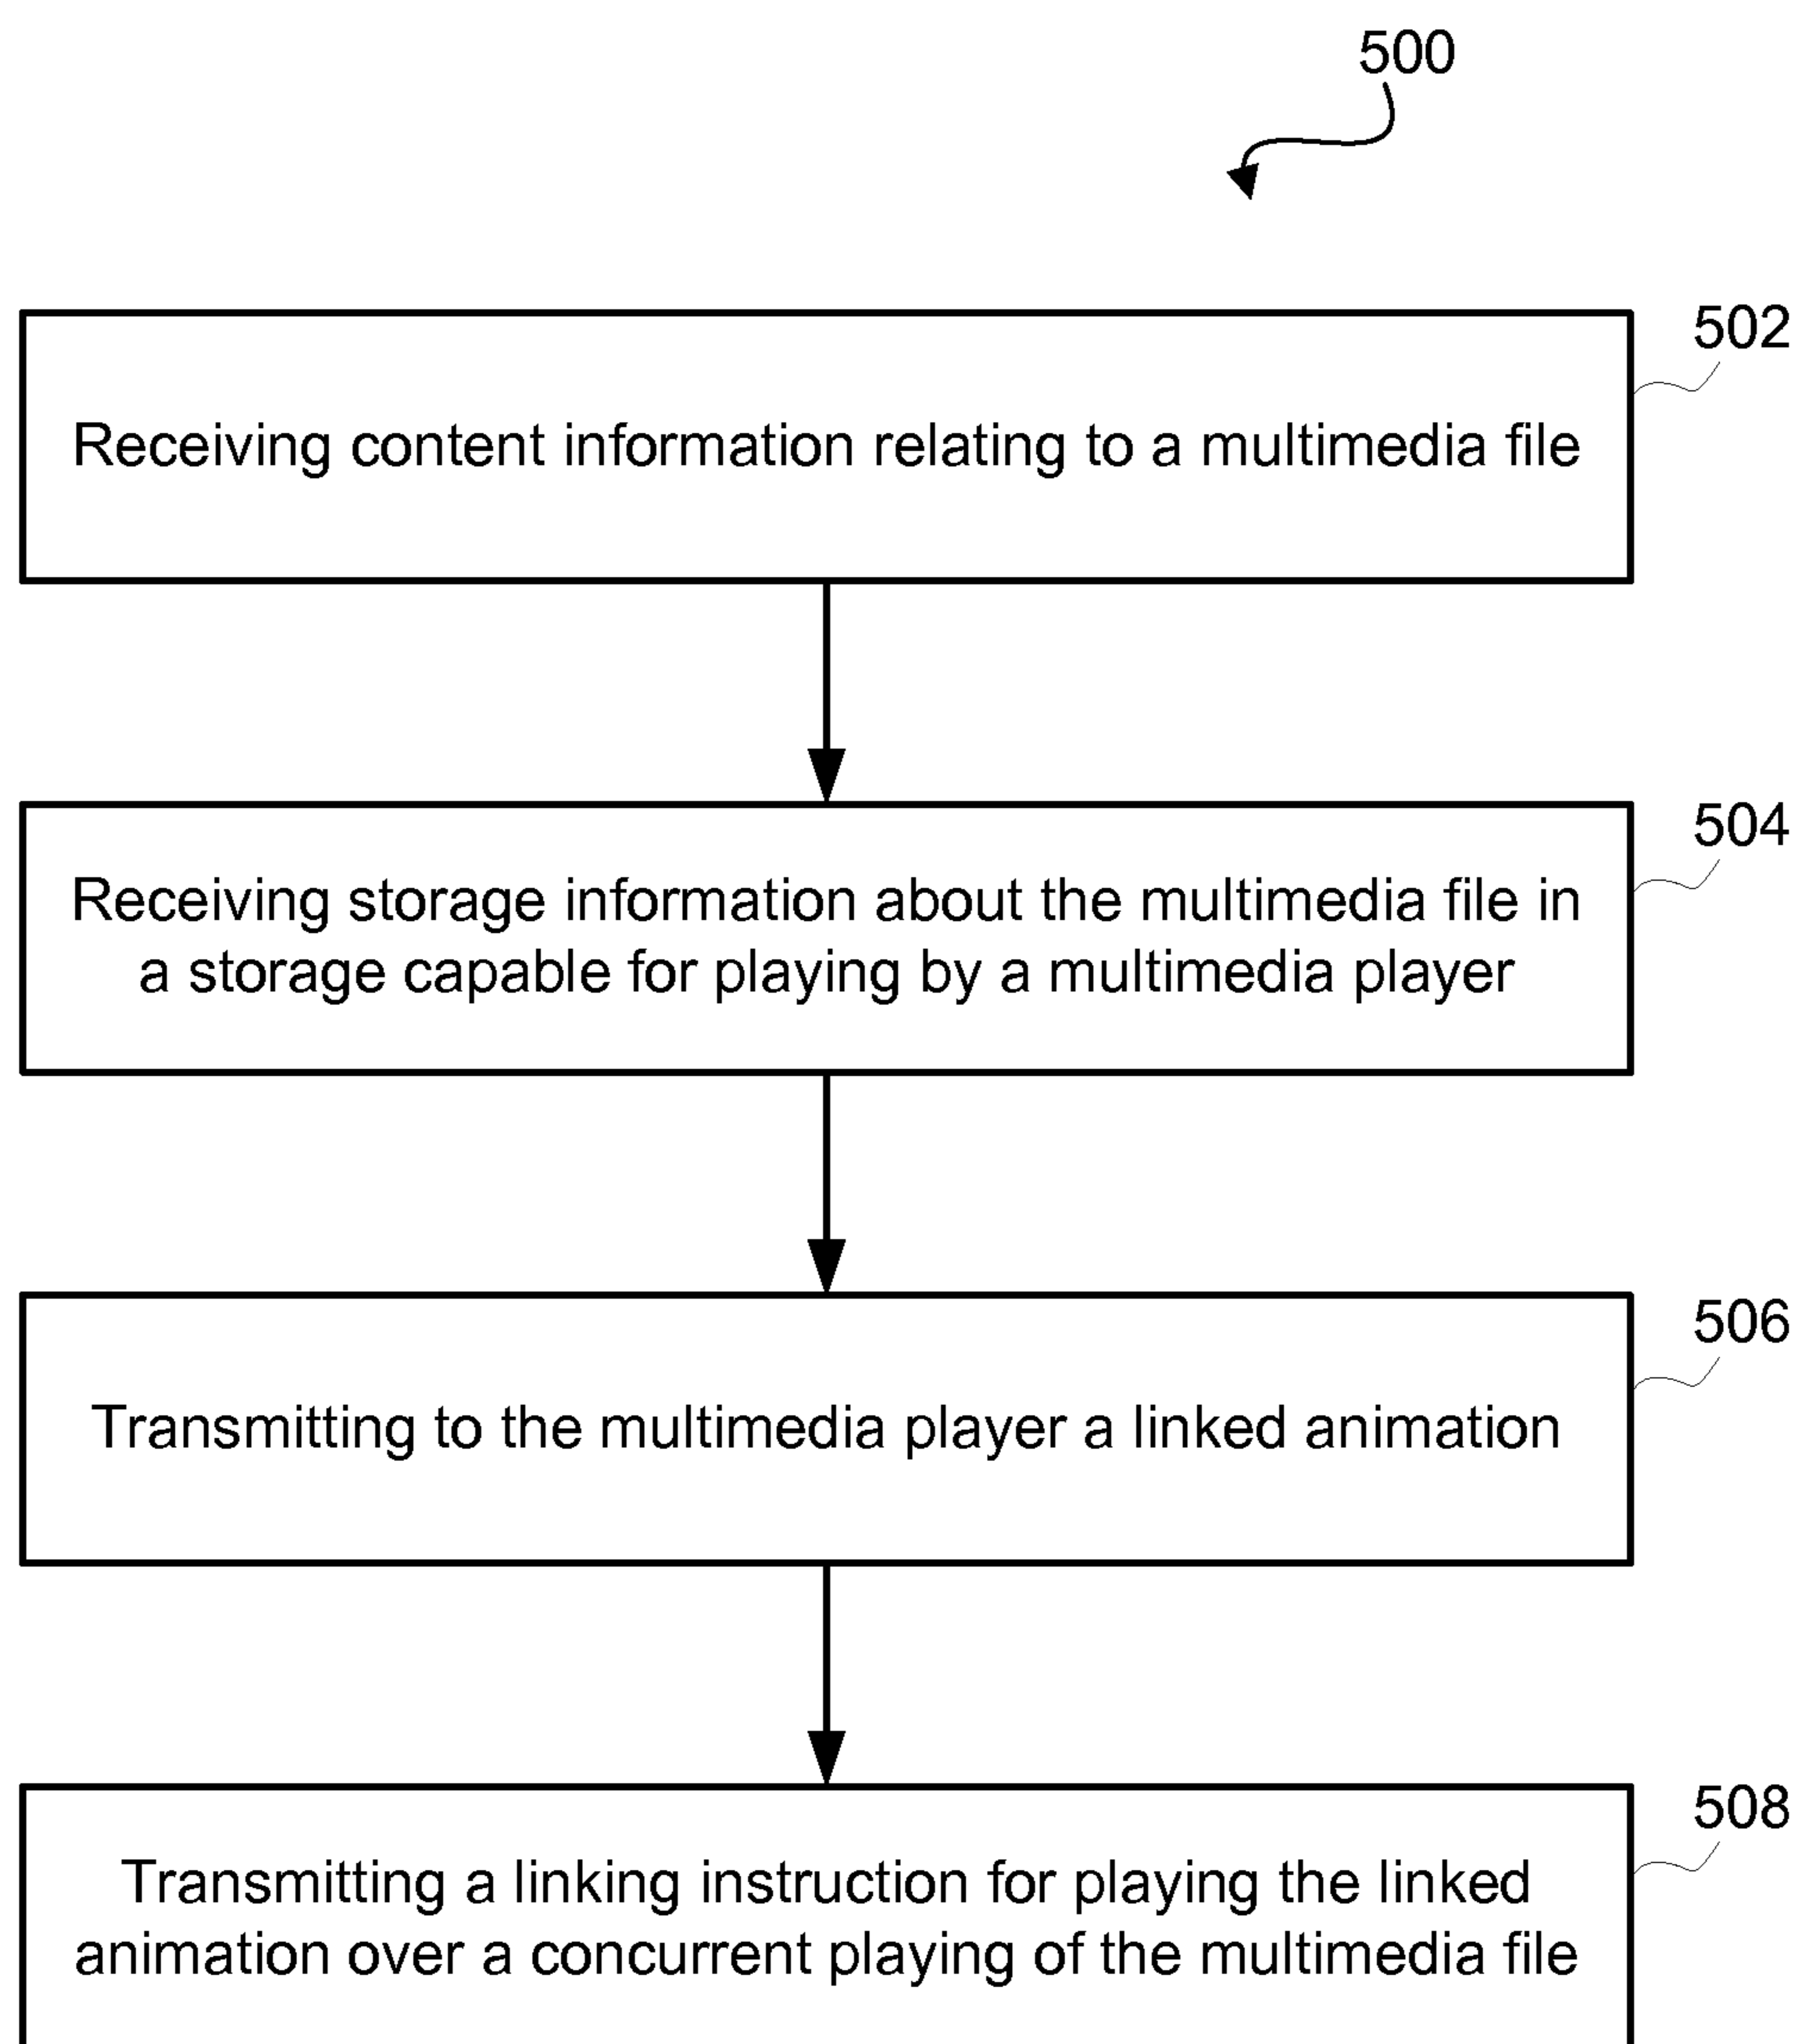 500
502
Receiving content information relating to a multimedia file
504
Receiving storage information about the multimedia file in
a storage capable for playing by a multimedia player
506
Transmitting to the multimedia player a linked animation
508
Transmitting a linking instruction for playing the linked
animation over a concurrent playing of the multimedia file